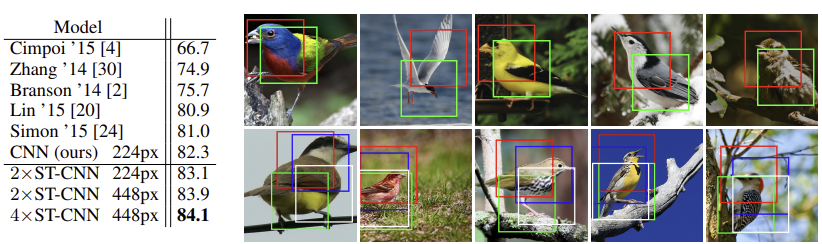 Model
Cimpoi '15 [4] 66.7
Zhang '14 [30] 74.9
Branson '14 [2] 75.7
Lin '15 [20] 80.9
Simon '15 [24] 81.0
CNN (ours) 224px 82.3
2×ST-CNN 224px 83.1
2×ST-CNN 448px 83.9
4×ST-CNN 448px 84.1